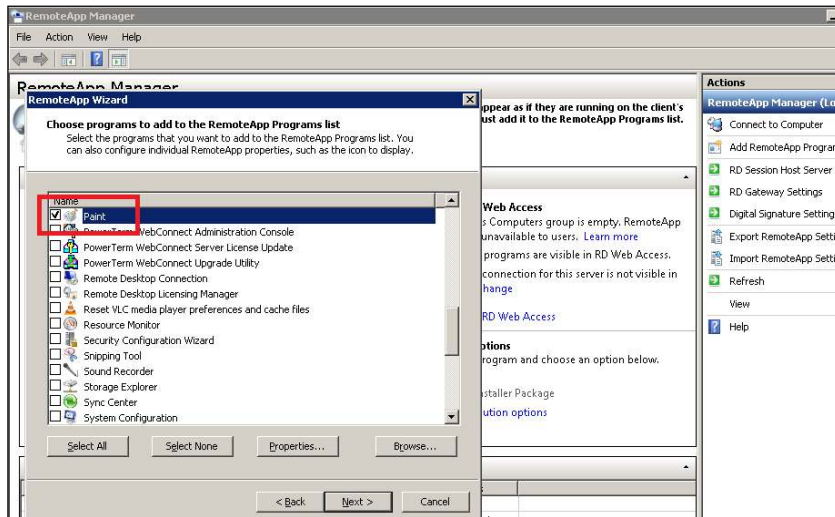 RemoteApp Manager
File Action View Help
RemoteApp Manager
RemoteApp Wizard
Choose programs to add to the RemoteApp Programs list
Select the programs that you want to add to the RemoteApp Programs list. You
can also configure individual RemoteApp properties, such as the icon to display.
Name
Paint
PowerTerm WebConnect Administration Console
PowerTerm WebConnect Server License Update
PowerTerm WebConnect Upgrade Utility
Remote Desktop Connection
Remote Desktop Licensing Manager
Reset VLC media player preferences and cache files
Resource Monitor
Security Configuration Wizard
Snipping Tool
Sound Recorder
Storage Explorer
Sync Center
System Configuration
Select All Select None Properties... Browse...
< Back Next > Cancel
appear as if they are running on the client's
ust add it to the RemoteApp Programs list.
Web Access
s Computers group is empty. RemoteApp
unavailable to users. Learn more
programs are visible in RD Web Access.
connection for this server is not visible in
hange
RD Web Access
ptions
rogram and choose an option below.
nstaller Package
ution options
Actions
RemoteApp Manager (Lo
Connect to Computer
Add RemoteApp Program
RD Session Host Server
RD Gateway Settings
Digital Signature Setting
Export RemoteApp Setti
Import RemoteApp Setti
Refresh
View
Help